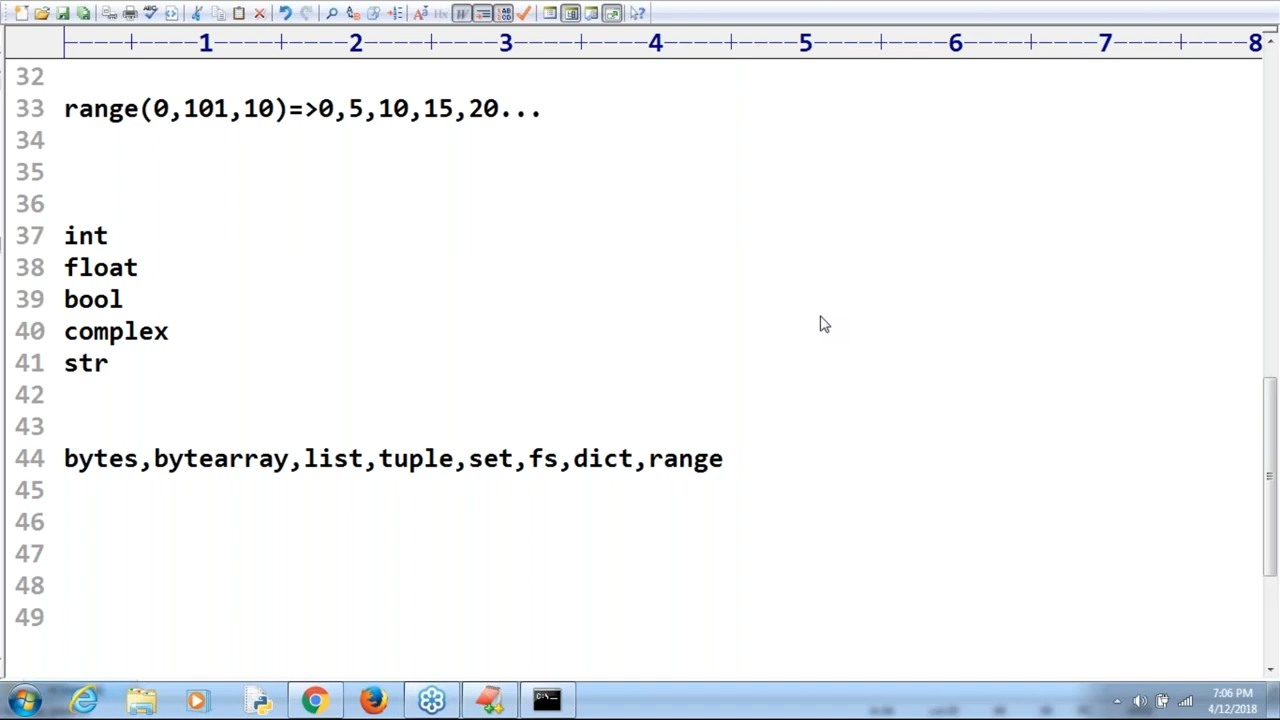 1 2 3 4 5 6 7 8
32
33 range(0,101,10)=>0,5,10,15,20...
34
35
36
37 int
38 float
39 bool
40 complex
41 str
42
43
44 bytes,bytearray,list,tuple,set,fs,dict,range
45
46
47
48
49
7:06 PM
4/12/2018